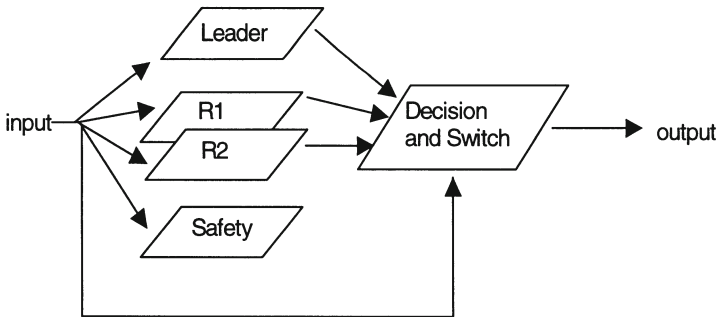 Leader
input
R1
R2
Safety
Decision
and Switch
output